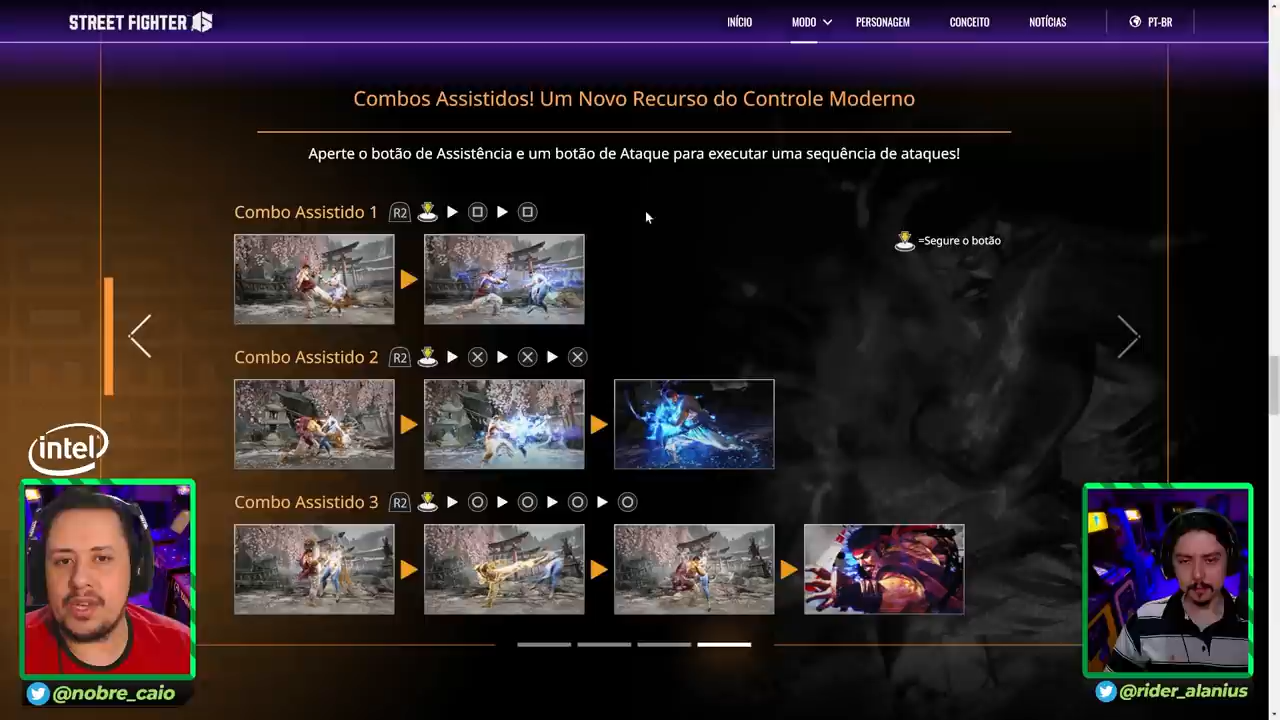 STREET FIGHTER 6
INÍCIO
MODO
PERSONAGEM
CONCEITO
NOTÍCIAS
PT-BR
Combos Assistidos! Um Novo Recurso do Controle Moderno
Aperte o botão de Assistência e um botão de Ataque para executar uma sequência de ataques!
Combo Assistido 1 R2
=Segure o botão
Combo Assistido 2 R2
Combo Assistido 3 R2
intel
@nobre_caio
@rider_alanius